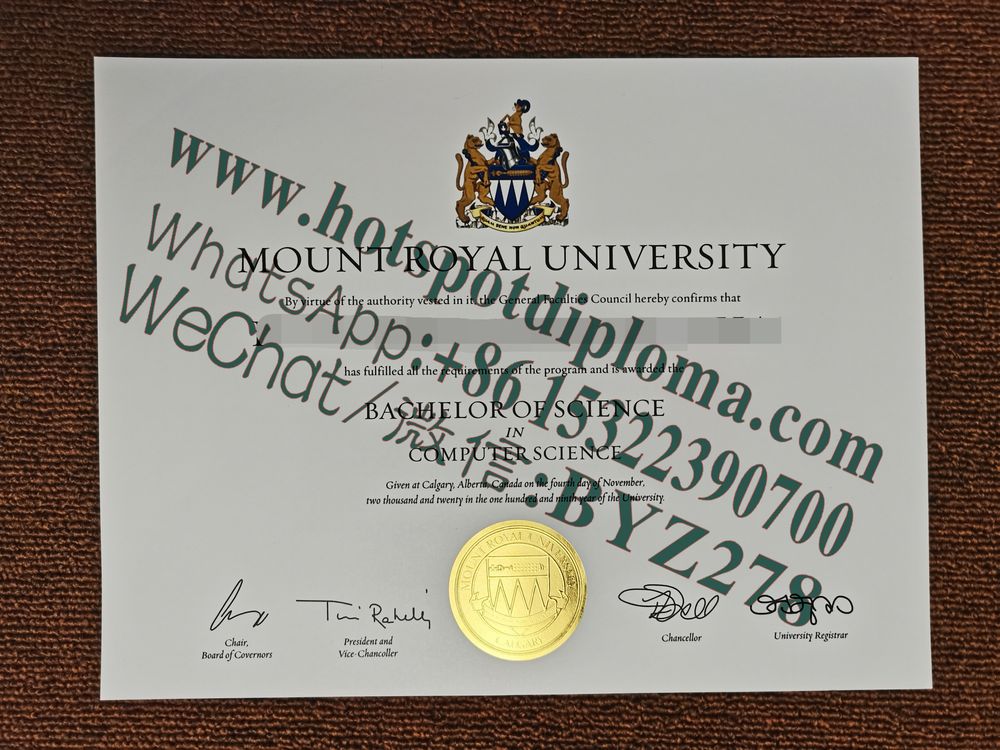 www.hotspotdiploma.com
WhatsApp:+86 15322390700
WeChat/微信:BYZ278
MOUNT ROYAL UNIVERSITY
By virtue of the authority vested in it, the General Faculties Council hereby confirms that
has fulfilled all the requirements of the program and is awarded the
BACHELOR OF SCIENCE
IN
COMPUTER SCIENCE
Given at Calgary, Alberta, Canada on the fourth day of November,
two thousand and twenty in the one hundred and ninth year of the University.
MOUNT ROYAL UNIVERSITY
CALGARY
Chair,
Board of Governors
President and
Vice-Chancoller
Chancellor
University Registrar